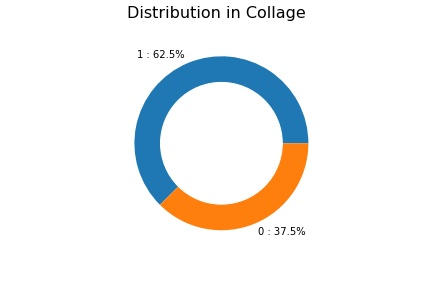 Distribution in Collage
1 : 62.5%
0 : 37.5%